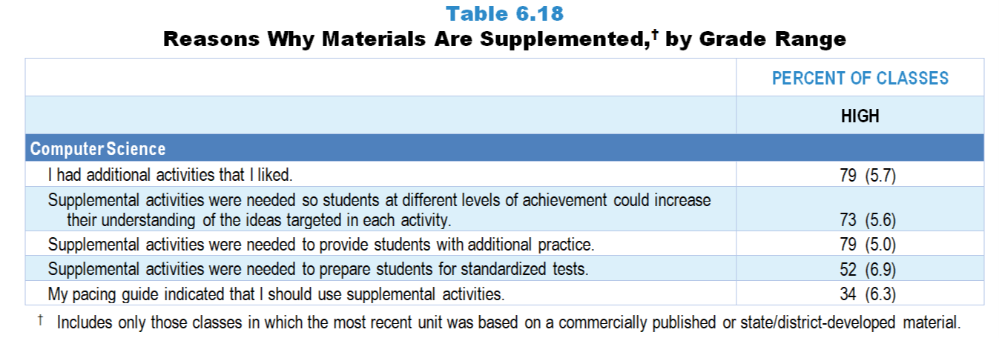 Table 6.18
Reasons Why Materials Are Supplemented,† by Grade Range
PERCENT OF CLASSES
HIGH
Computer Science
I had additional activities that I liked. 79 (5.7)
Supplemental activities were needed so students at different levels of achievement could increase
their understanding of the ideas targeted in each activity. 73 (5.6)
Supplemental activities were needed to provide students with additional practice. 79 (5.0)
Supplemental activities were needed to prepare students for standardized tests. 52 (6.9)
My pacing guide indicated that I should use supplemental activities. 34 (6.3)
† Includes only those classes in which the most recent unit was based on a commercially published or state/district-developed material.